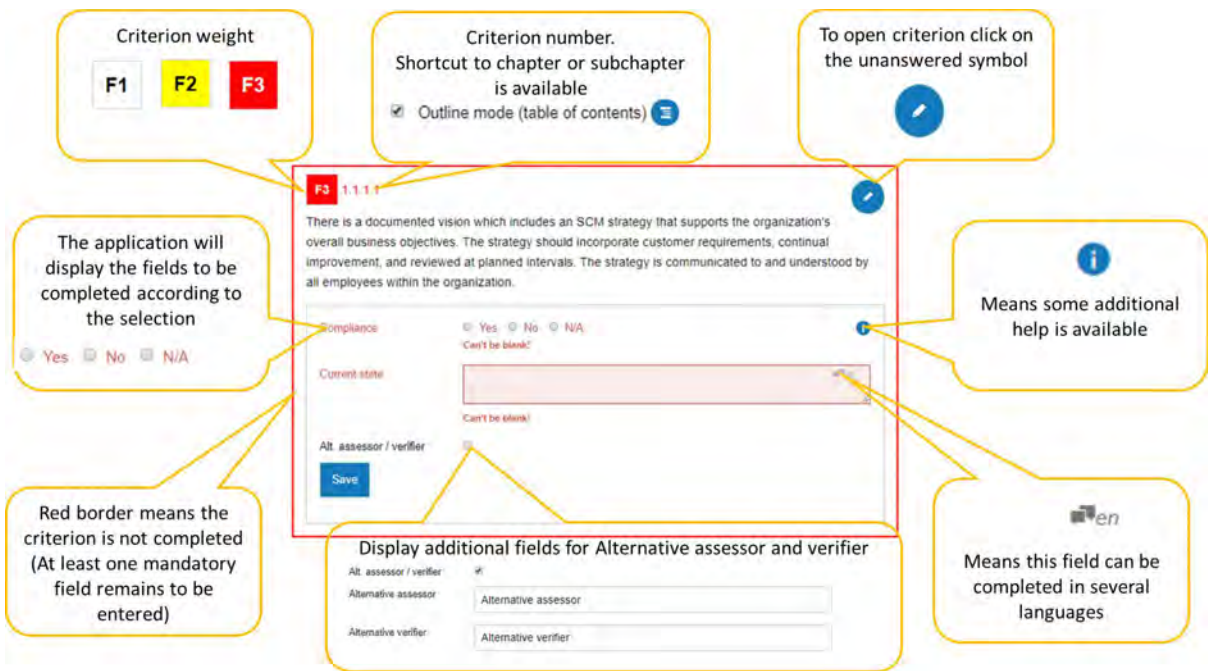 Criterion weight
F1 F2 F3
Criterion number.
Shortcut to chapter or subchapter
is available
Outline mode (table of contents)
To open criterion click on
the unanswered symbol
F3 1.1.1.1
There is a documented vision which includes an SCM strategy that supports the organization's
overall business objectives. The strategy should incorporate customer requirements, continual
improvement, and reviewed at planned intervals. The strategy is communicated to and understood by
all employees within the organization.
The application will
display the fields to be
completed according to
the selection
Yes No N/A
Compliance
Yes No N/A
Can't be blank!
Current state
Can't be blank!
Alt. assessor / verifier
Save
i
Means some additional
help is available
Red border means the
criterion is not completed
(At least one mandatory
field remains to be
entered)
Display additional fields for Alternative assessor and verifier
Alt. assessor / verifier
Alternative assessor
Alternative assessor
Alternative verifier
Alternative verifier
en
Means this field can be
completed in several
languages